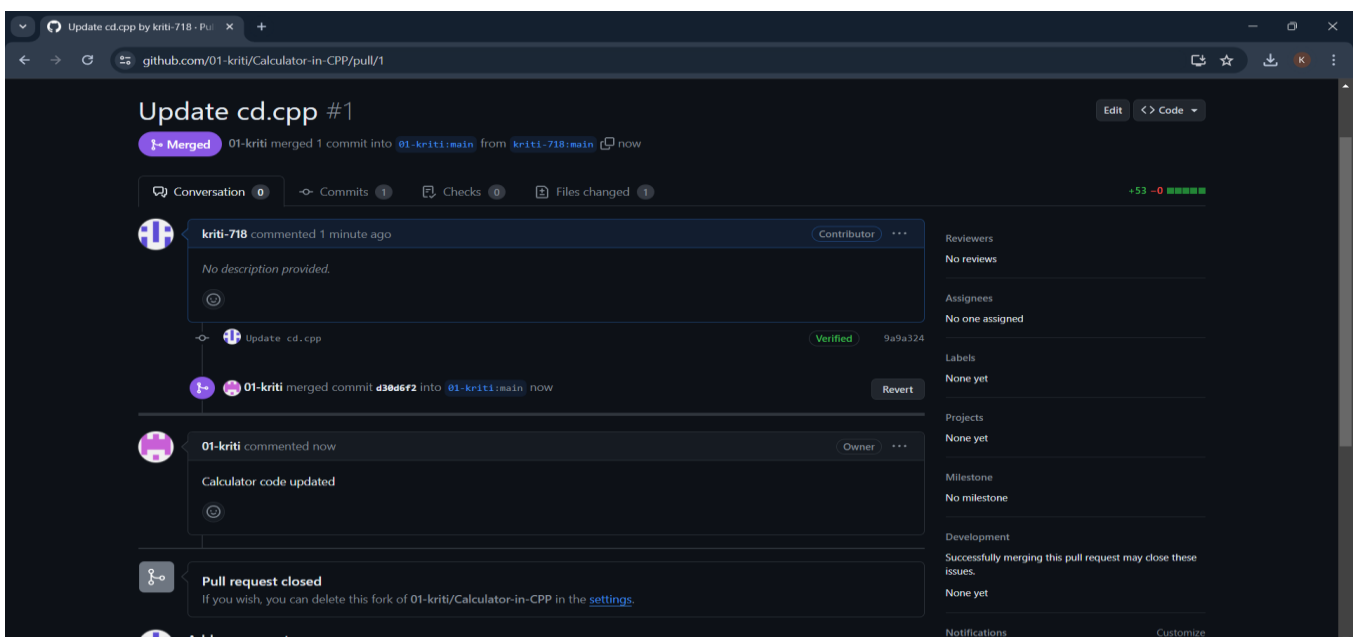 Update cd.cpp by kriti-718 · Pu
github.com/01-kriti/Calculator-in-CPP/pull/1
K
Update cd.cpp #1
Edit
<> Code
Merged
01-kriti merged 1 commit into 01-kriti:main from kriti-718:main now
Conversation 0
Commits 1
Checks 0
Files changed 1
+53 −0
kriti-718 commented 1 minute ago
Contributor
No description provided.
Update cd.cpp
Verified
9a9a324
01-kriti merged commit d30d6f2 into 01-kriti:main now
Revert
01-kriti commented now
Owner
Calculator code updated
Pull request closed
If you wish, you can delete this fork of 01-kriti/Calculator-in-CPP in the settings.
Reviewers
No reviews
Assignees
No one assigned
Labels
None yet
Projects
None yet
Milestone
No milestone
Development
Successfully merging this pull request may close these
issues.
None yet
Notifications
Customize